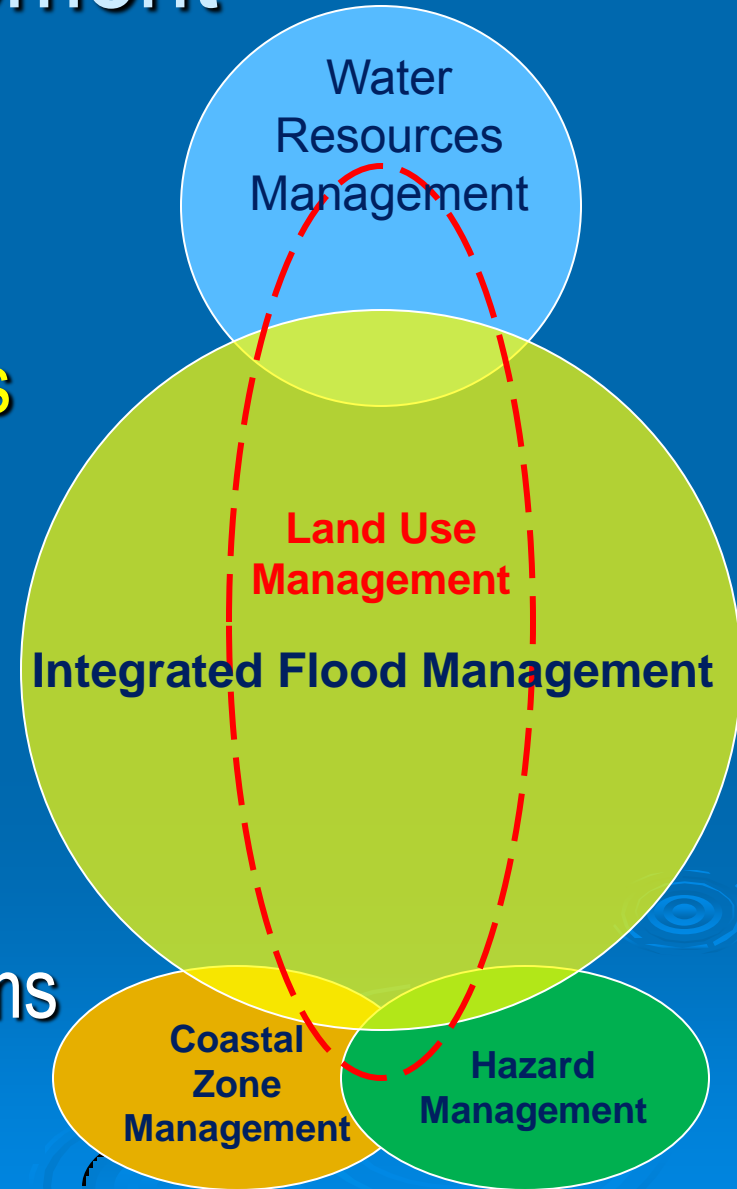 Water
Resources
Management
Land Use
Management
Integrated Flood Management
Coastal
Zone
Management
Hazard
Management